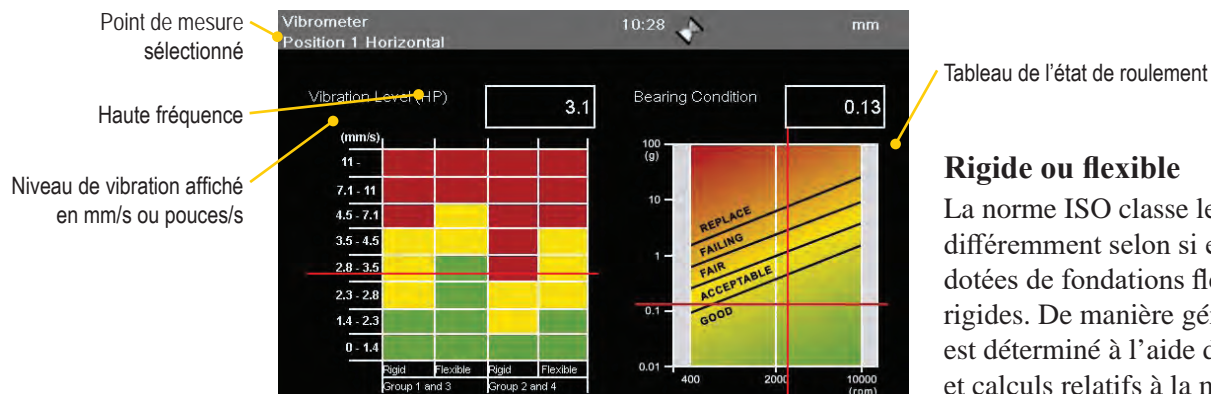 Point de mesure
sélectionné
Haute fréquence
Niveau de vibration affiché
en mm/s ou pouces/s
Vibrometer
10:28
mm
Position 1 Horizontal
Vibration Level (HP)
3.1
(mm/s)
11 -
7.1 - 11
4.5 - 7.1
3.5 - 4.5
2.8 - 3.5
2.3 - 2.8
1.4 - 2.3
0 - 1.4
Rigid
Flexible
Rigid
Flexible
Group 1 and 3
Group 2 and 4
Bearing Condition
0.13
100
(g)
10
1
0.1
0.01
REPLACE
FAILING
FAIR
ACCEPTABLE
GOOD
400
2000
10000
(rpm)
Tableau de l'état de roulement
Rigide ou flexible
La norme ISO classe le
différemment selon si e
dotées de fondations fle
rigides. De manière gén
est déterminé à l'aide d
et calculs relatifs à la m